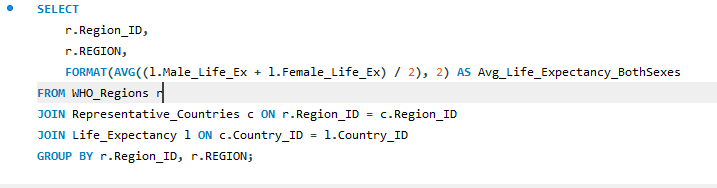 SELECT
r.Region_ID,
r.REGION,
FORMAT(AVG((l.Male_Life_Ex + l.Female_Life_Ex) / 2), 2) AS Avg_Life_Expectancy_BothSexes
FROM WHO_Regions r
JOIN Representative_Countries c ON r.Region_ID = c.Region_ID
JOIN Life_Expectancy l ON c.Country_ID = l.Country_ID
GROUP BY r.Region_ID, r.REGION;